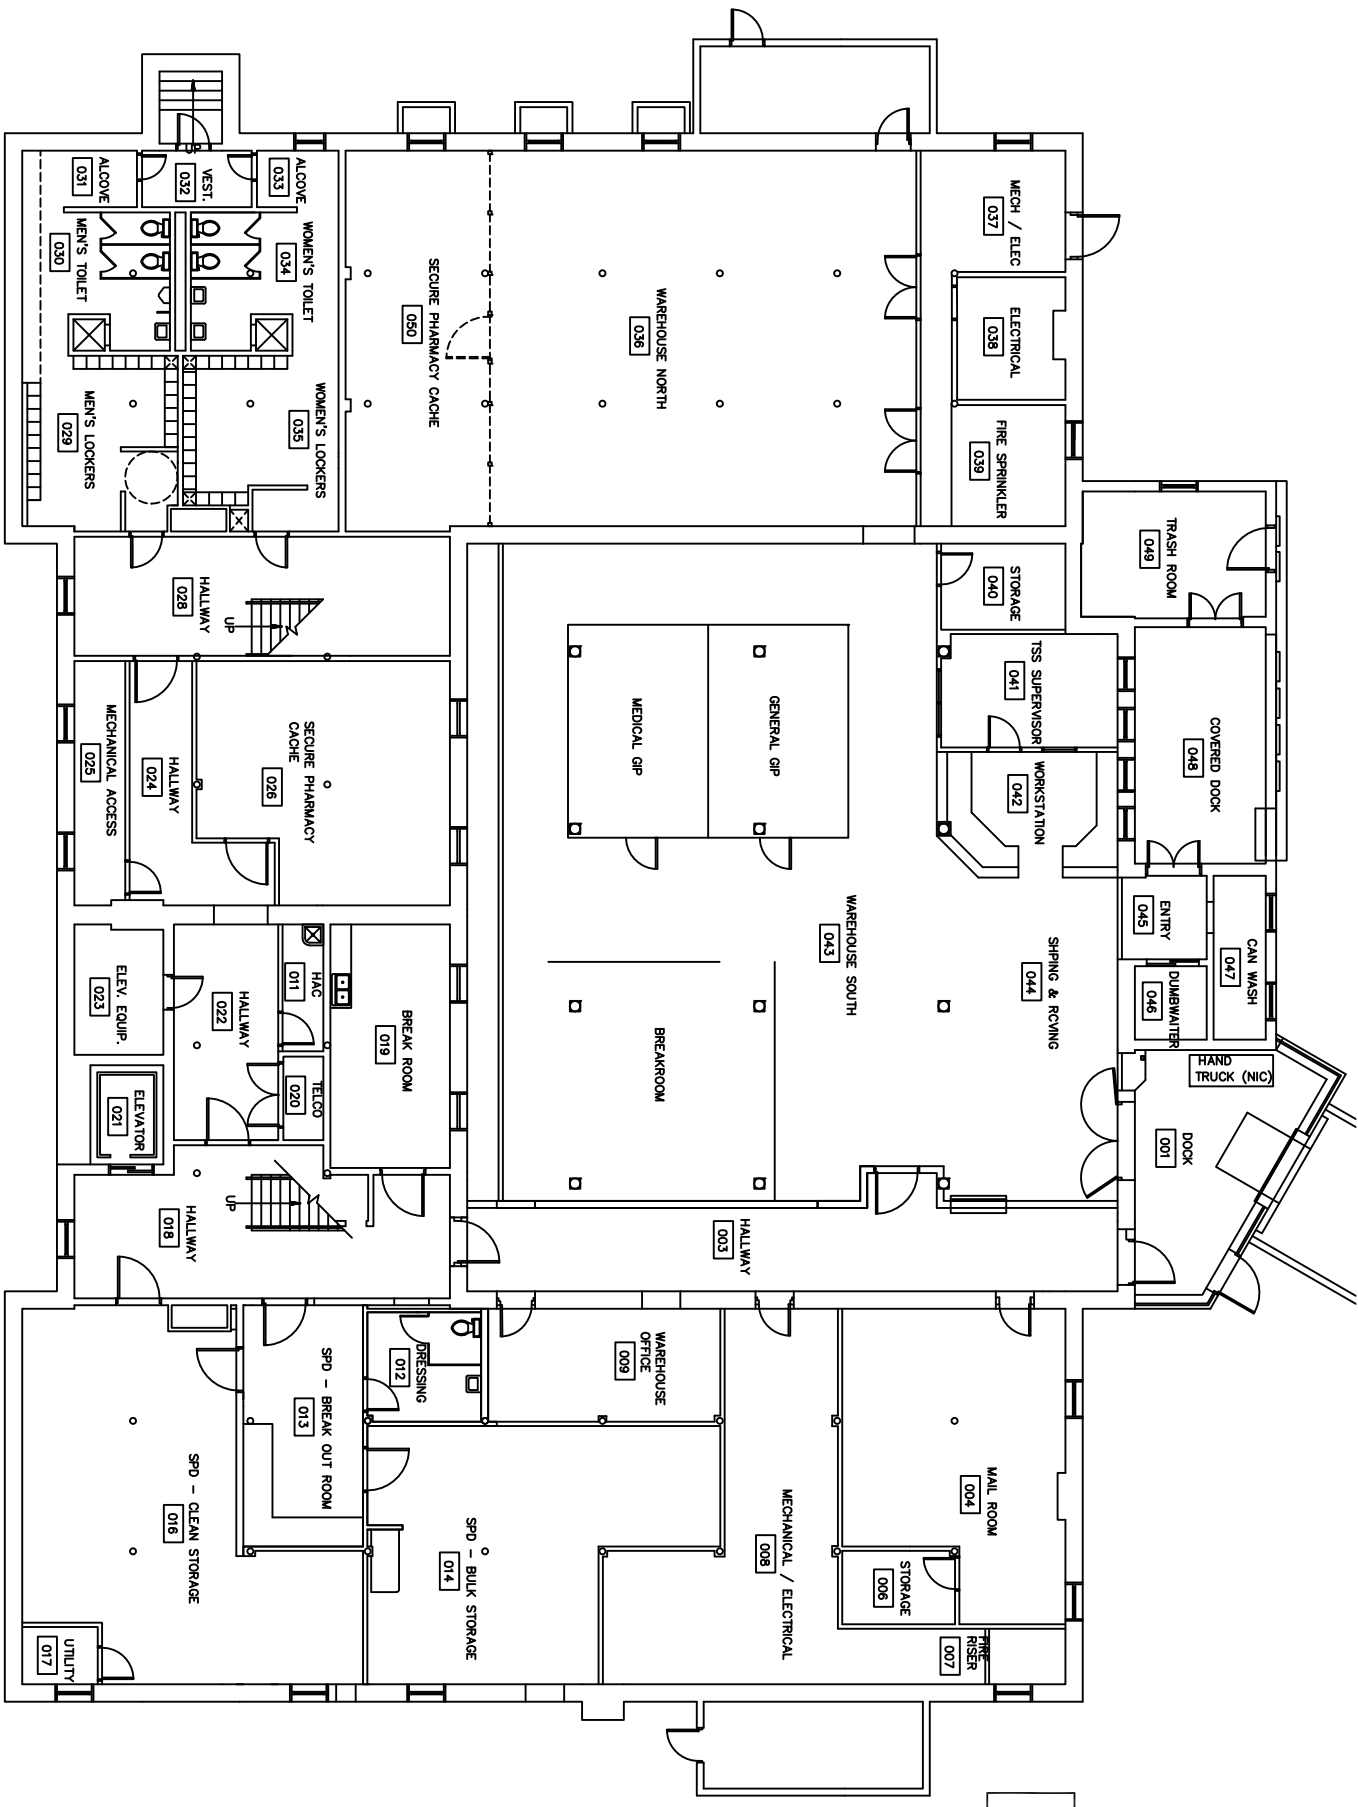 ALCOVE
031
VEST.
032
UP
ALCOVE
033
MEN'S TOILET
030
WOMEN'S TOILET
034
MEN'S LOCKERS
029
WOMEN'S LOCKERS
035
SECURE PHARMACY CACHE
050
WAREHOUSE NORTH
036
MECH / ELEC
037
ELECTRICAL
038
FIRE SPRINKLER
039
TRASH ROOM
049
HALLWAY
028
UP
STORAGE
040
TSS SUPERVISOR
041
COVERED DOCK
048
WORKSTATION
042
GENERAL GIP
MEDICAL GIP
SECURE PHARMACY
CACHE
026
HALLWAY
024
MECHANICAL ACCESS
025
WAREHOUSE SOUTH
043
SHPING & RCVING
044
ENTRY
045
CAN WASH
047
DUMBWAITER
046
HAND
TRUCK (NIC)
DOCK
001
BREAKROOM
BREAK ROOM
019
HAC
011
TELCO
020
HALLWAY
022
ELEV. EQUIP.
023
ELEVATOR
021
HALLWAY
018
UP
HALLWAY
003
WAREHOUSE
OFFICE
009
DRESSING
012
SPD - BREAK OUT ROOM
013
SPD - CLEAN STORAGE
016
SPD - BULK STORAGE
014
MECHANICAL / ELECTRICAL
008
MAIL ROOM
004
STORAGE
006
FIRE
RISER
007
UTILITY
017